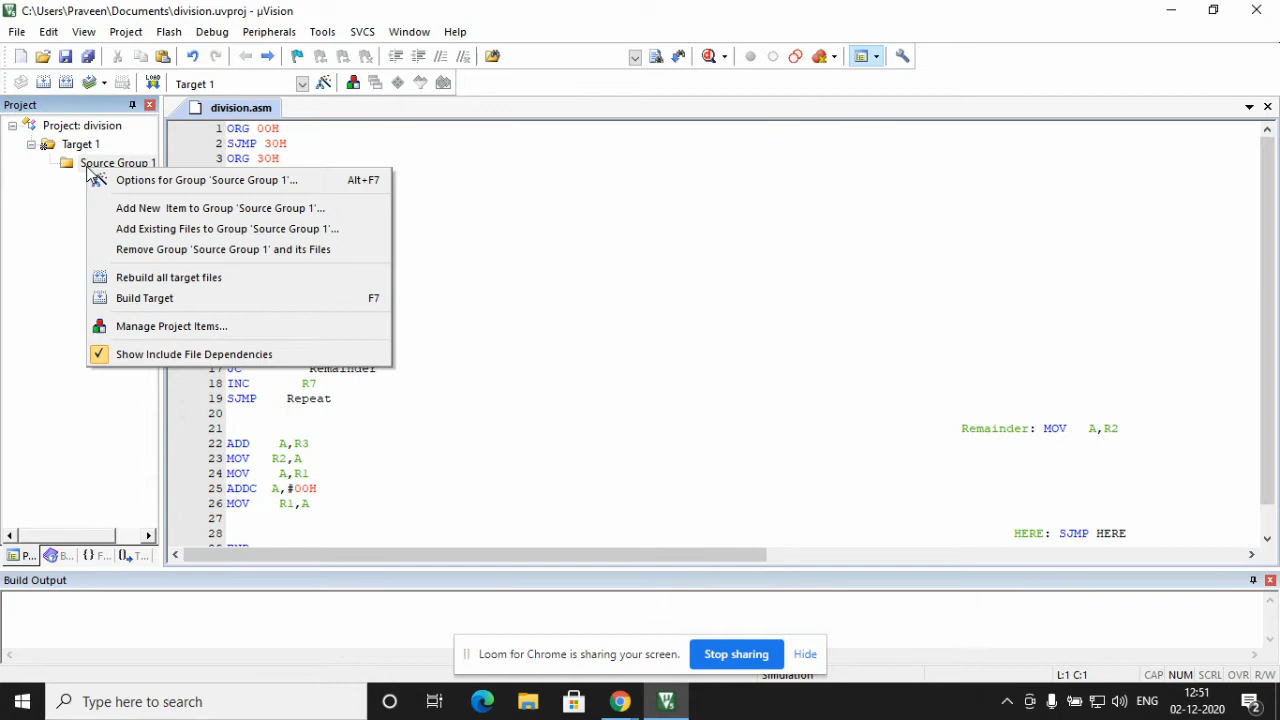 C:\Users\Praveen\Documents\division.uvproj - µVision
File Edit View Project Flash Debug Peripherals Tools SVCS Window Help
LOAD Target 1
Project
division.asm
Project: division
Target 1
Source Group 1
1 ORG 00H
2 SJMP 30H
3 ORG 30H
Options for Group 'Source Group 1'... Alt+F7
Add New Item to Group 'Source Group 1'...
Add Existing Files to Group 'Source Group 1'...
Remove Group 'Source Group 1' and its Files
Rebuild all target files
Build Target F7
Manage Project Items...
Show Include File Dependencies
17 JC Remainder
18 INC R7
19 SJMP Repeat
20
21 Remainder: MOV A,R2
22 ADD A,R3
23 MOV R2,A
24 MOV A,R1
25 ADDC A,#00H
26 MOV R1,A
27
28 HERE: SJMP HERE
P... B... {} F... T...
Build Output
Loom for Chrome is sharing your screen. Stop sharing Hide
Simulation L:1 C:1 CAP NUM SCRL OVR R/W
Type here to search
ENG
12:51
02-12-2020
2